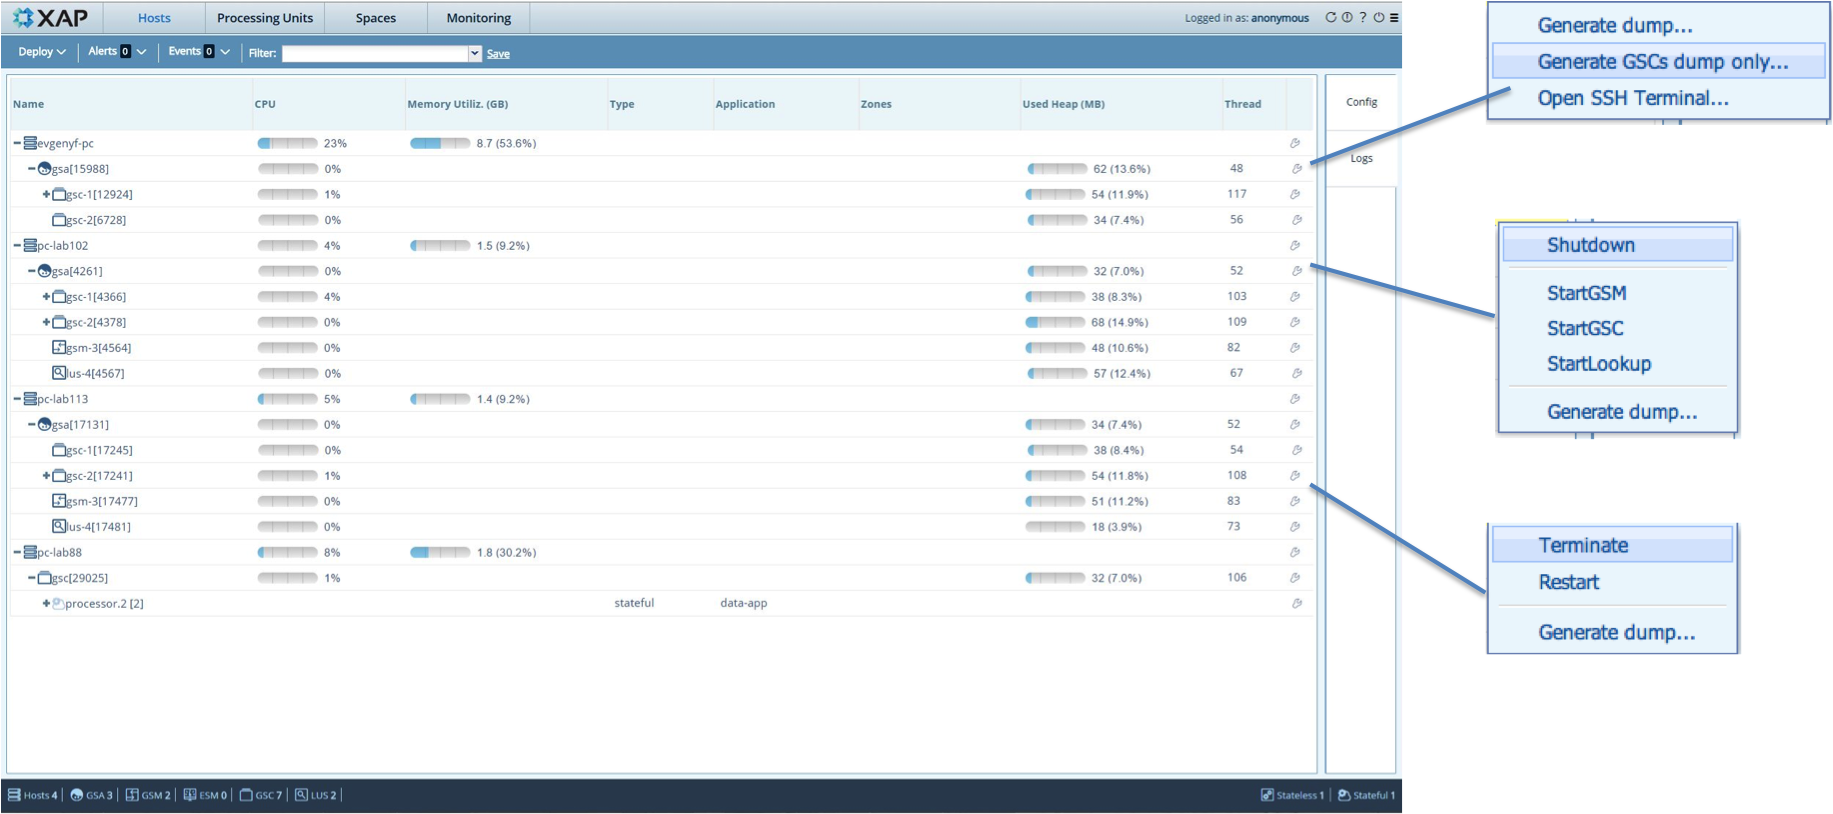 XAP Hosts Processing Units Spaces Monitoring Logged in as: anonymous
Deploy Alerts 0 Events 0 Filter: Save
Name CPU Memory Utiliz. (GB) Type Application Zones Used Heap (MB) Thread
evgenyf-pc 23% 8.7 (53.6%)
gsa[15988] 0% 62 (13.6%) 48
gsc-1[12924] 1% 54 (11.9%) 117
gsc-2[6728] 0% 34 (7.4%) 56
pc-lab102 4% 1.5 (9.2%)
gsa[4261] 0% 32 (7.0%) 52
gsc-1[4366] 4% 38 (8.3%) 103
gsc-2[4378] 0% 68 (14.9%) 109
gsm-3[4564] 0% 48 (10.6%) 82
lus-4[4567] 0% 57 (12.4%) 67
pc-lab113 5% 1.4 (9.2%)
gsa[17131] 0% 34 (7.4%) 52
gsc-1[17245] 0% 38 (8.4%) 54
gsc-2[17241] 1% 54 (11.8%) 108
gsm-3[17477] 0% 51 (11.2%) 83
lus-4[17481] 0% 18 (3.9%) 73
pc-lab88 8% 1.8 (30.2%)
gsc[29025] 1% 32 (7.0%) 106
processor.2 [2] stateful data-app
Config
Logs
Hosts 4 GSA 3 GSM 2 ESM 0 GSC 7 LUS 2 Stateless 1 Stateful 1
Generate dump...
Generate GSCs dump only...
Open SSH Terminal...
Shutdown
StartGSM
StartGSC
StartLookup
Generate dump...
Terminate
Restart
Generate dump...